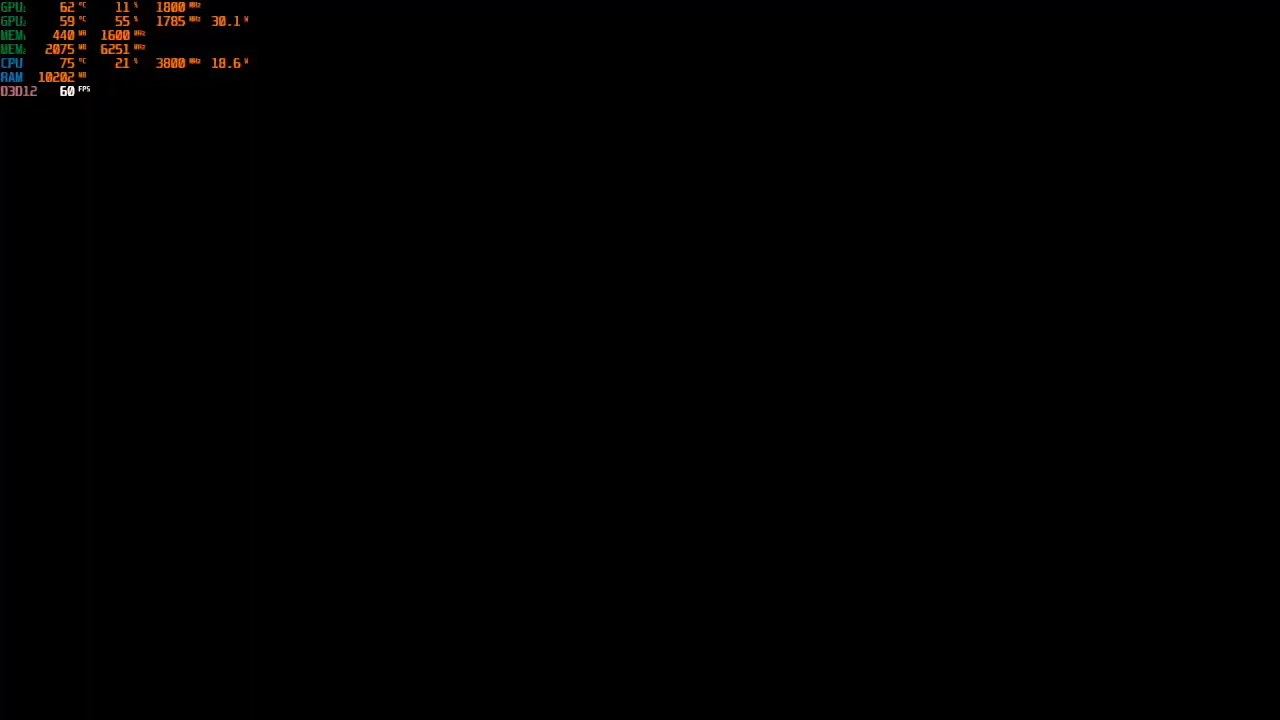 GPU1 62 °C 11 % 1800 MHz
GPU2 59 °C 55 % 1785 MHz 30.1 W
MEM1 440 MB 1600 MHz
MEM2 2075 MB 6251 MHz
CPU 75 °C 21 % 3800 MHz 18.6 W
RAM 10202 MB
D3D12 60 FPS